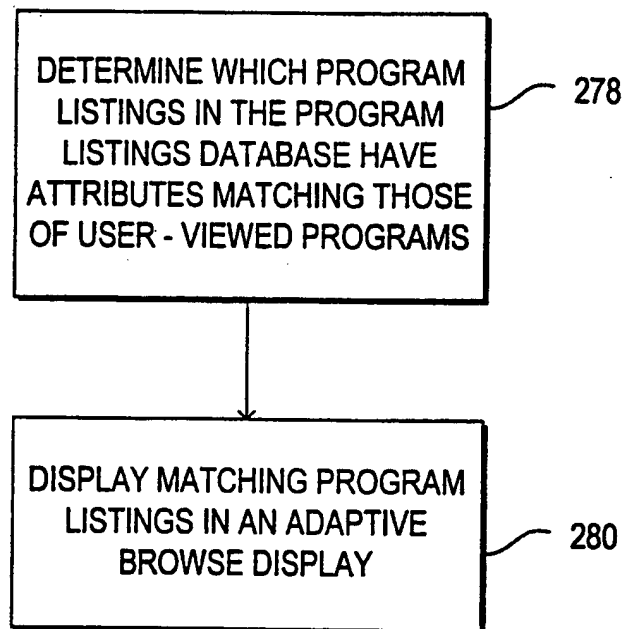 DETERMINE WHICH PROGRAM
LISTINGS IN THE PROGRAM
LISTINGS DATABASE HAVE
ATTRIBUTES MATCHING THOSE
OF USER - VIEWED PROGRAMS
278
DISPLAY MATCHING PROGRAM
LISTINGS IN AN ADAPTIVE
BROWSE DISPLAY
280